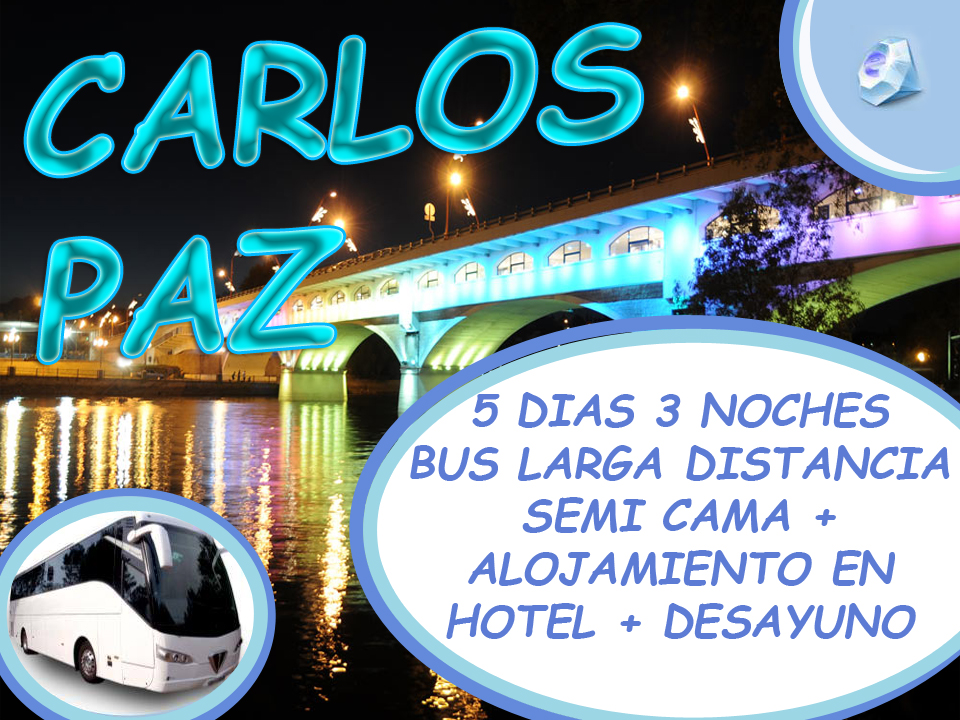 CARLOS
PAZ
5 DIAS 3 NOCHES
BUS LARGA DISTANCIA
SEMI CAMA +
ALOJAMIENTO EN
HOTEL + DESAYUNO